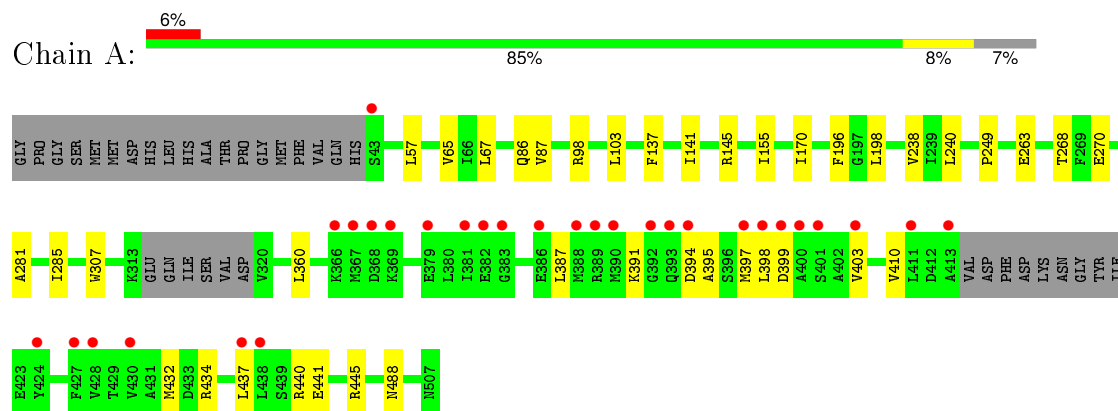 6%
Chain A:
85% 8% 7%
GLY PRO GLY SER MET MET ASP HIS LEU HIS ALA THR PRO GLY MET PHE VAL GLN HIS S43 L57 V65 I66 L67 Q86 V87 R98 L103 F137 I141 R145 I155 I170 F196 G197 L198 V238 I239 L240 P249 E263 T268 F269 E270
A281 I285 W307 K313 GLU GLN ILE SER VAL ASP V320 L360 K366 M367 D368 K369 E379 L380 I381 E382 G383 E386 L387 M388 R389 M390 K391 G392 Q393 D394 A395 S396 M397 L398 D399 A400 S401 A402 V403 V410 L411 D412 A413 VAL ASP PHE ASP LYS ASN GLY TYR ILE
E423 Y424 F427 V428 T429 V430 A431 M432 D433 R434 L437 L438 S439 R440 E441 R445 N488 N507